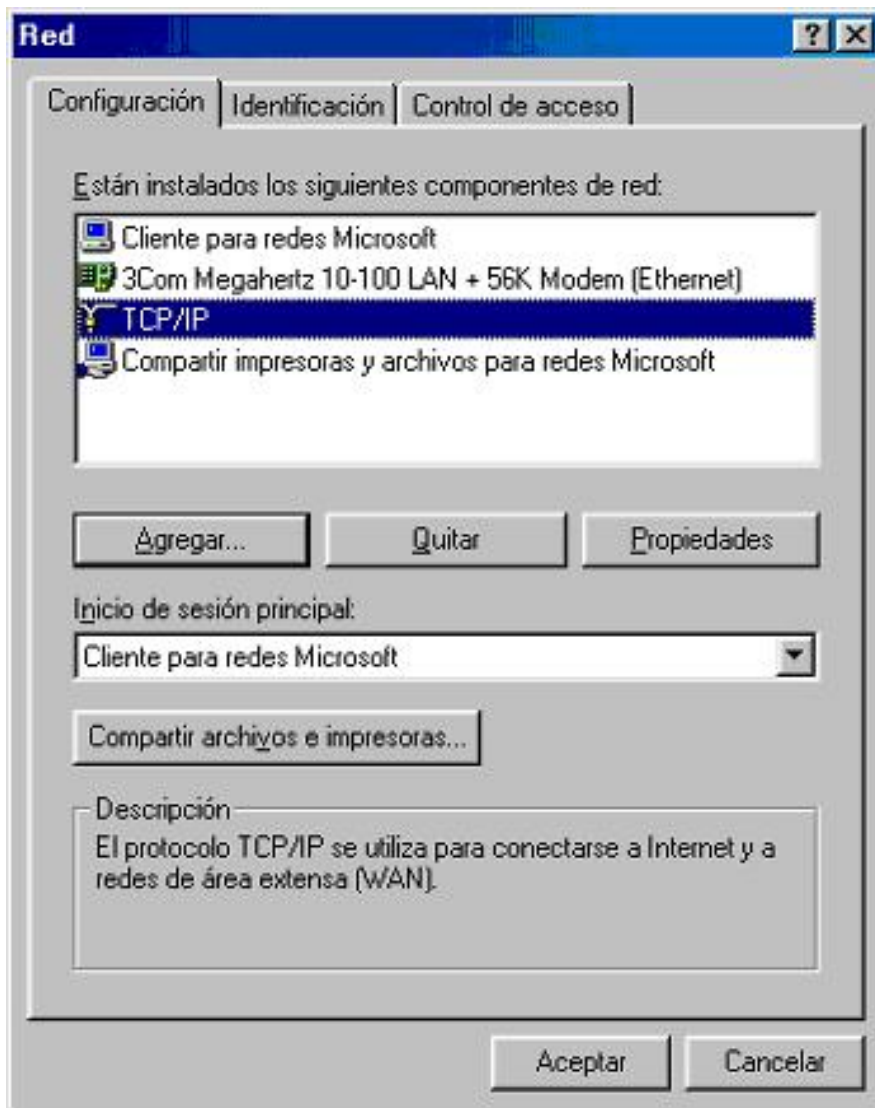 Red
Configuración Identificación Control de acceso
Están instalados los siguientes componentes de red:
Cliente para redes Microsoft
3Com Megahertz 10-100 LAN + 56K Modem (Ethernet)
TCP/IP
Compartir impresoras y archivos para redes Microsoft
Agregar... Quitar Propiedades
Inicio de sesión principal:
Cliente para redes Microsoft
Compartir archivos e impresoras...
Descripción
El protocolo TCP/IP se utiliza para conectarse a Internet y a
redes de área extensa (WAN).
Aceptar Cancelar